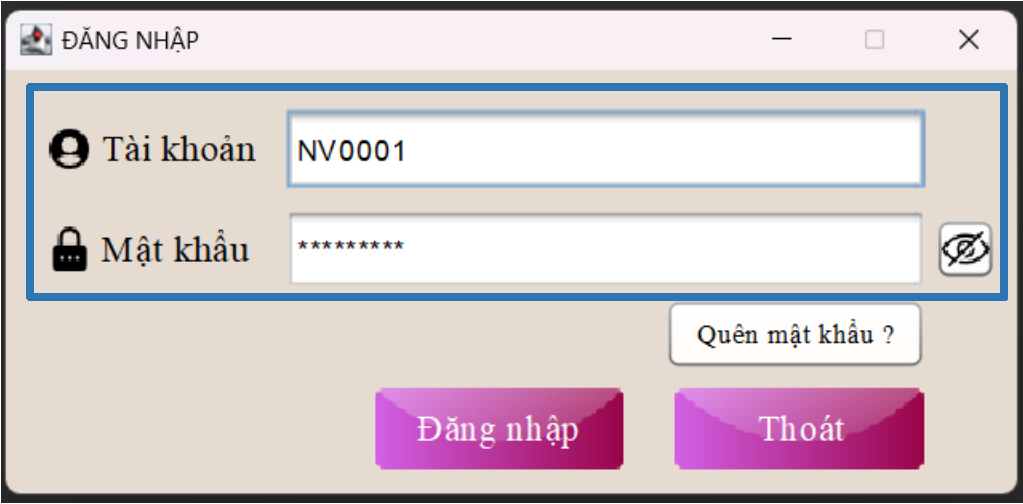 ĐĂNG NHẬP
Tài khoản NV0001
Mật khẩu *********
Quên mật khẩu ?
Đăng nhập Thoát